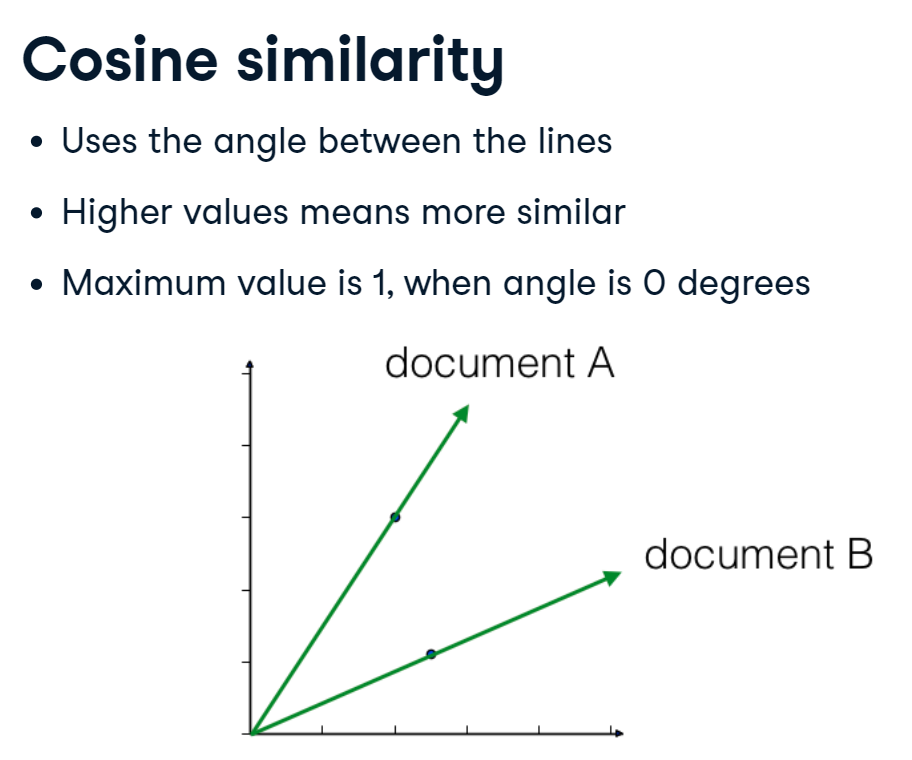 Cosine similarity
• Uses the angle between the lines
• Higher values means more similar
• Maximum value is 1, when angle is 0 degrees
document A
document B